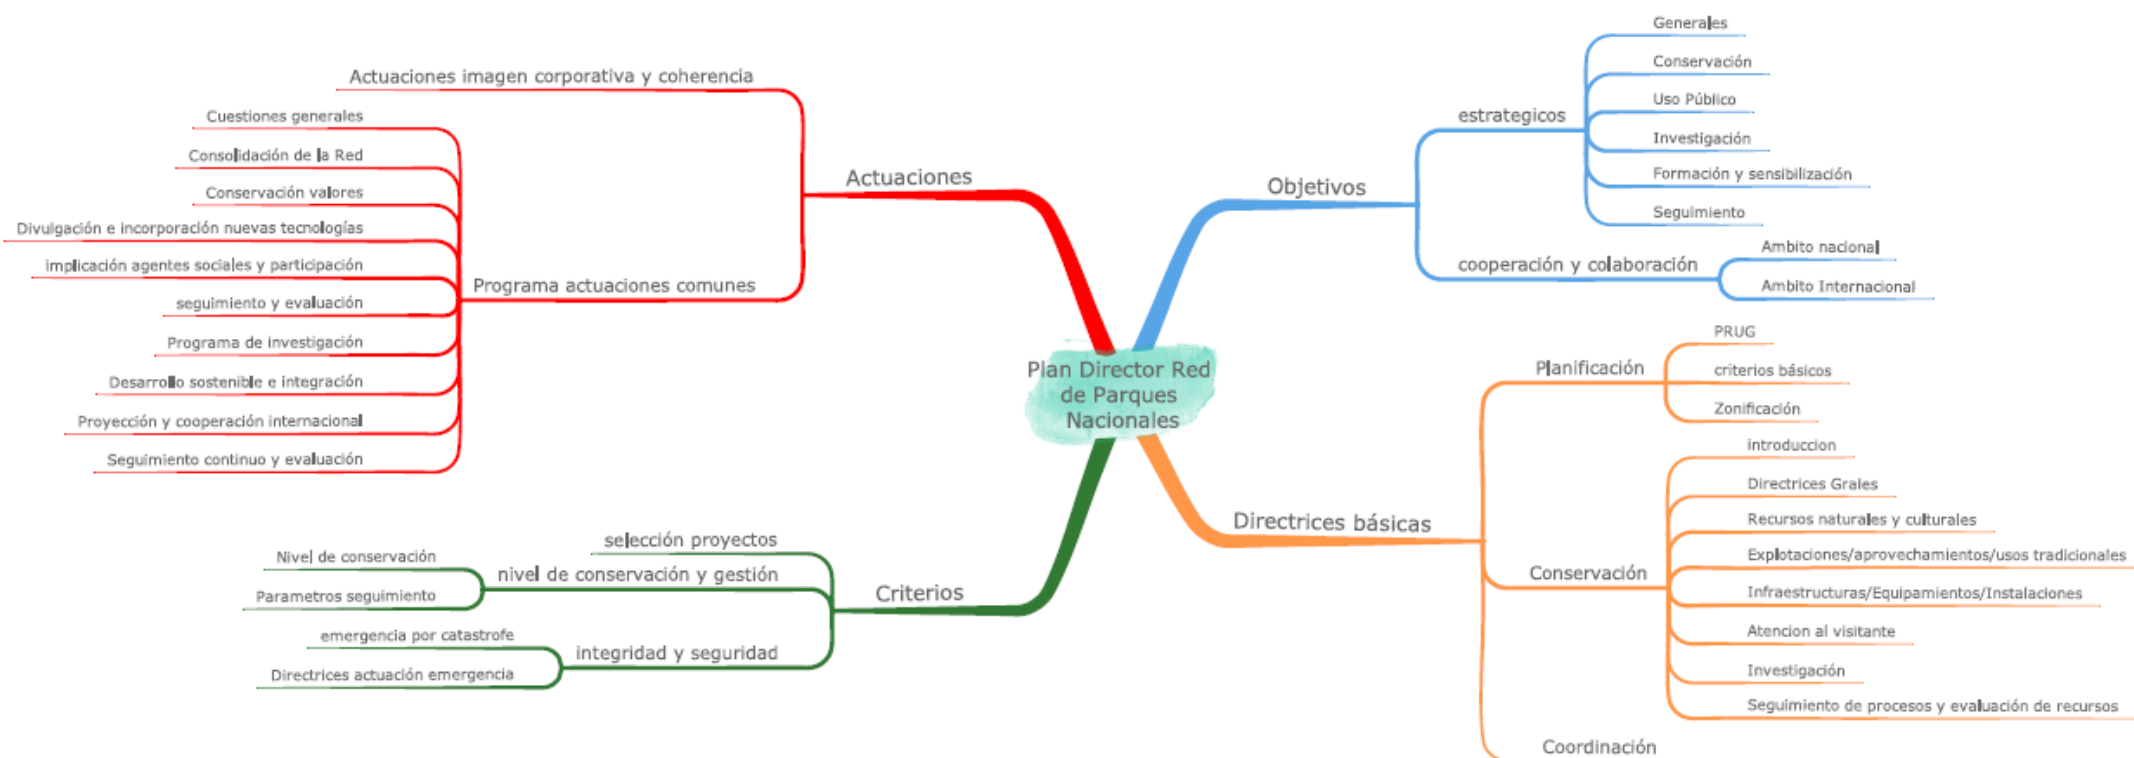 Plan Director Red
de Parques
Nacionales
Actuaciones
Actuaciones imagen corporativa y coherencia
Programa actuaciones comunes
Cuestiones generales
Consolidación de la Red
Conservación valores
Divulgación e incorporación nuevas tecnologías
implicación agentes sociales y participación
seguimiento y evaluación
Programa de investigación
Desarrollo sostenible e integración
Proyección y cooperación internacional
Seguimiento continuo y evaluación
Criterios
selección proyectos
nivel de conservación y gestión
Nivel de conservación
Parametros seguimiento
integridad y seguridad
emergencia por catastrofe
Directrices actuación emergencia
Objetivos
estrategicos
Generales
Conservación
Uso Público
Investigación
Formación y sensibilización
Seguimiento
cooperación y colaboración
Ambito nacional
Ambito Internacional
Directrices básicas
Planificación
PRUG
criterios básicos
Zonificación
Conservación
introduccion
Directrices Grales
Recursos naturales y culturales
Explotaciones/aprovechamientos/usos tradicionales
Infraestructuras/Equipamientos/Instalaciones
Atencion al visitante
Investigación
Seguimiento de procesos y evaluación de recursos
Coordinación